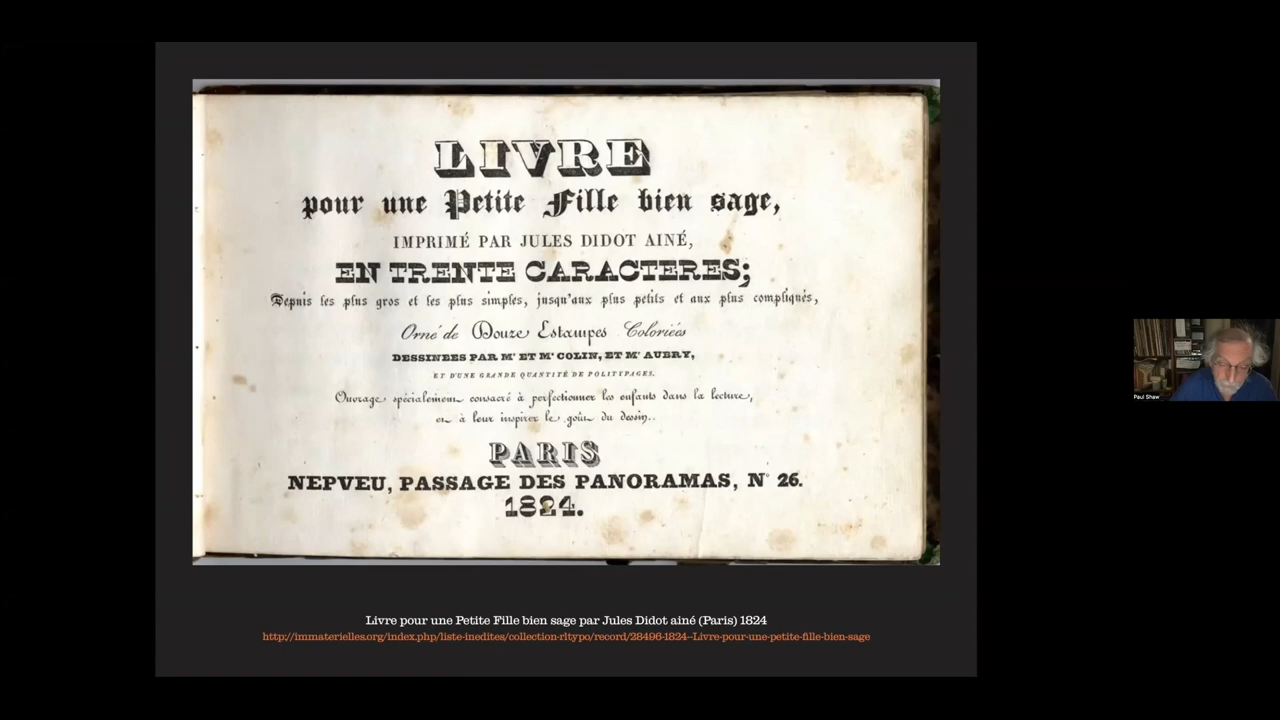 LIVRE
pour une Petite Fille bien sage,
IMPRIMÉ PAR JULES DIDOT AINÉ,
EN TRENTE CARACTERES;
Depuis les plus gros et les plus simples, jusqu'aux plus petits et aux plus compliqués,
Orné de Douze Estampes Coloriées
DESSINEES PAR Mr ET Me COLIN, ET Mr AUBRY,
ET D'UNE GRANDE QUANTITÉ DE POLITYPAGES.
Ouvrage spécialement consacré à perfectionner les enfants dans la lecture,
et à leur inspirer le goût du dessin..
PARIS
NEPVEU, PASSAGE DES PANORAMAS, N° 26.
1824.
Livre pour une Petite Fille bien sage par Jules Didot ainé (Paris) 1824
http://immaterielles.org/index.php/liste-inedites/collection-rltypo/record/28496-1824--Livre-pour-une-petite-fille-bien-sage
Paul Shaw